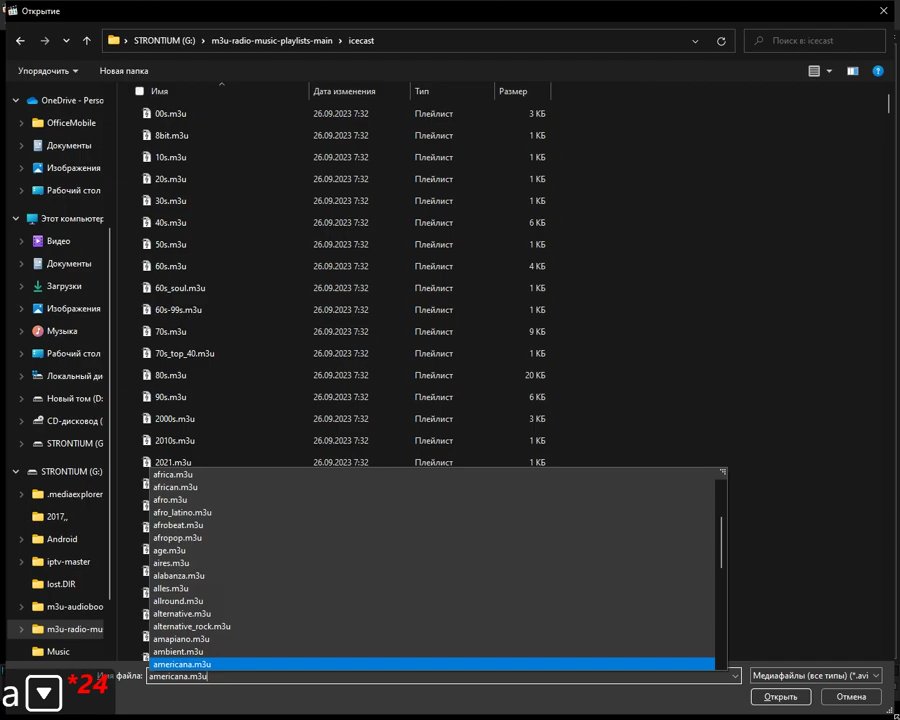 Открытие
STRONTIUM (G:) › m3u-radio-music-playlists-main › icecast
Поиск в: icecast
Упорядочить
Новая папка
Имя Дата изменения Тип Размер
OneDrive - Perso
OfficeMobile
Документы
Изображения
Рабочий стол
Этот компьютер
Видео
Документы
Загрузки
Изображения
Музыка
Рабочий стол
Локальный ди
Новый том (D:
CD-дисковод (
STRONTIUM (G
STRONTIUM (G:)
.mediaexplorer
2017,,
Android
iptv-master
lost.DIR
m3u-audioboo
m3u-radio-mu
Music
00s.m3u 26.09.2023 7:32 Плейлист 3 КБ
8bit.m3u 26.09.2023 7:32 Плейлист 1 КБ
10s.m3u 26.09.2023 7:32 Плейлист 1 КБ
20s.m3u 26.09.2023 7:32 Плейлист 1 КБ
30s.m3u 26.09.2023 7:32 Плейлист 1 КБ
40s.m3u 26.09.2023 7:32 Плейлист 6 КБ
50s.m3u 26.09.2023 7:32 Плейлист 1 КБ
60s.m3u 26.09.2023 7:32 Плейлист 4 КБ
60s_soul.m3u 26.09.2023 7:32 Плейлист 1 КБ
60s-99s.m3u 26.09.2023 7:32 Плейлист 1 КБ
70s.m3u 26.09.2023 7:32 Плейлист 9 КБ
70s_top_40.m3u 26.09.2023 7:32 Плейлист 1 КБ
80s.m3u 26.09.2023 7:32 Плейлист 20 КБ
90s.m3u 26.09.2023 7:32 Плейлист 6 КБ
2000s.m3u 26.09.2023 7:32 Плейлист 3 КБ
2010s.m3u 26.09.2023 7:32 Плейлист 1 КБ
2021.m3u 26.09.2023 7:32 Плейлист 1 КБ
africa.m3u
african.m3u
afro.m3u
afro_latino.m3u
afrobeat.m3u
afropop.m3u
age.m3u
aires.m3u
alabanza.m3u
alles.m3u
allround.m3u
alternative.m3u
alternative_rock.m3u
amapiano.m3u
ambient.m3u
americana.m3u
файла: americana.m3u
Медиафайлы (все типы) (*.avi
Открыть
Отмена
a *24